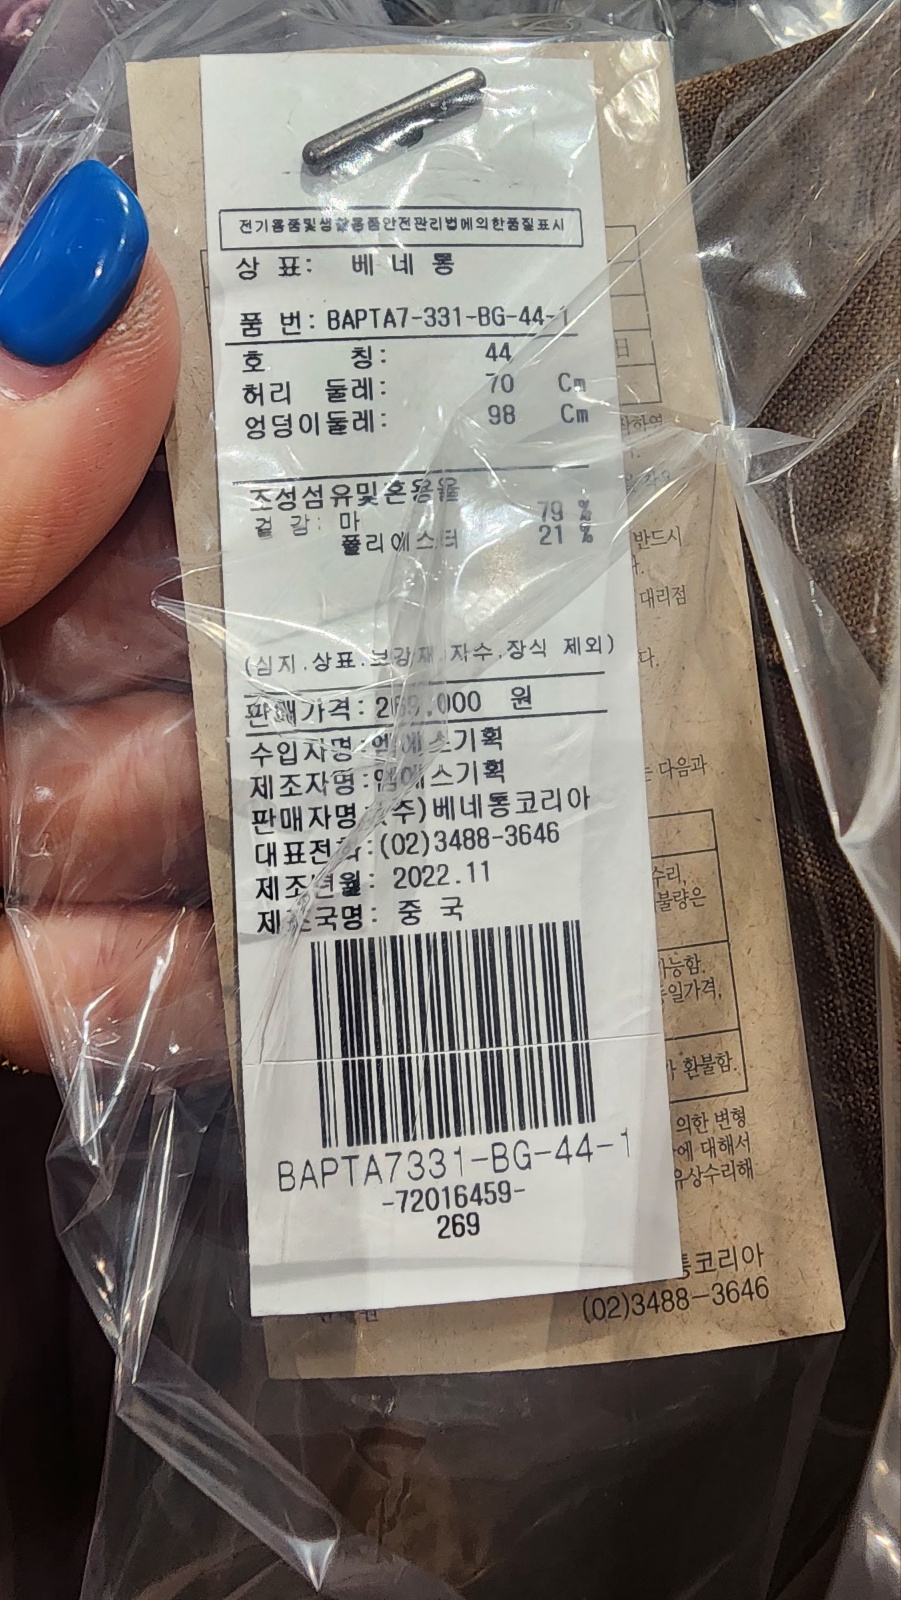 전기용품및생활용품안전관리법에의한품질표시
상 표: 베 네 통
품 번: BAPTA7-331-BG-44-1
호 칭: 44
허리 둘레: 70 Cm
엉덩이둘레: 98 Cm
조성섬유및혼용율
겉 감: 마 79 %
폴리에스터 21 %
(심지.상표.보강재.자수.장식 제외)
판매가격: 269.000 원
수입자명:엠에스기획
제조자명:엠에스기획
판매자명:(주)베네통코리아
대표전화:(02)3488-3646
제조년월: 2022.11
제조국명: 중 국
BAPTA7331-BG-44-1
-72016459-
269
일
반드시
대리점
다.
다음과
수리,
불량은
가능함.
동일가격,
환불함.
의한 변형
에 대해서
유상수리해
통코리아
(02)3488-3646